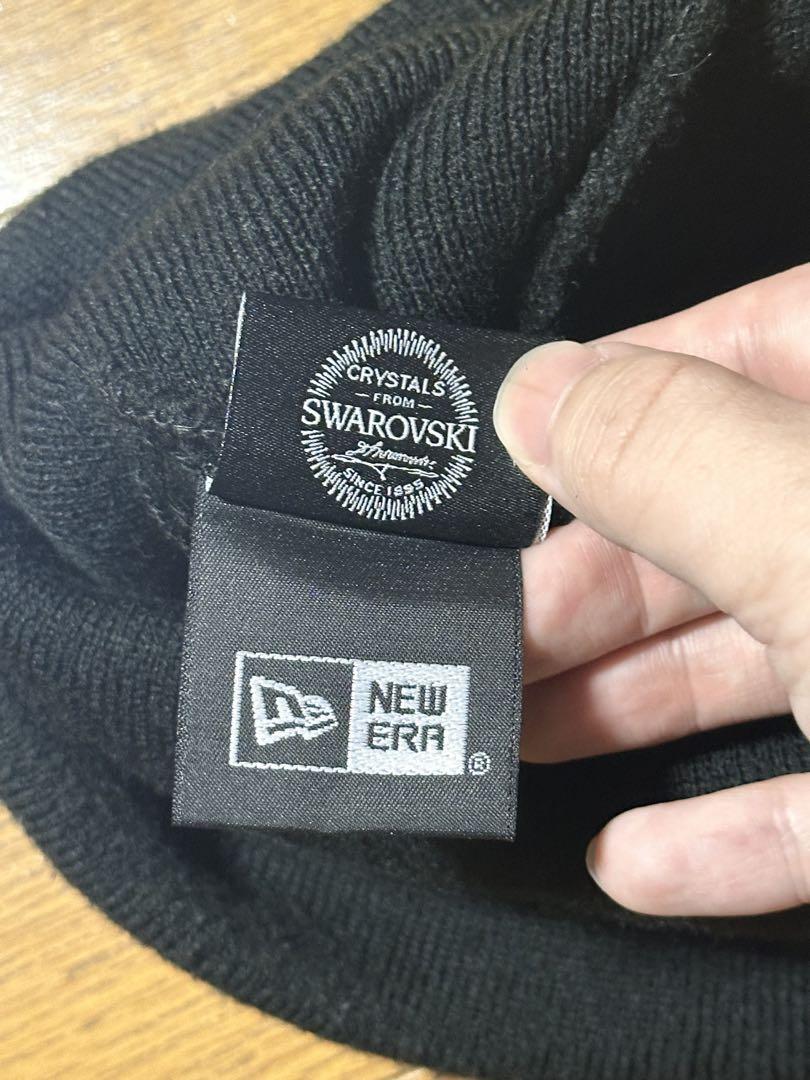 CRYSTALS
FROM
SWAROVSKI
SINCE 1895
NEW
ERA
®